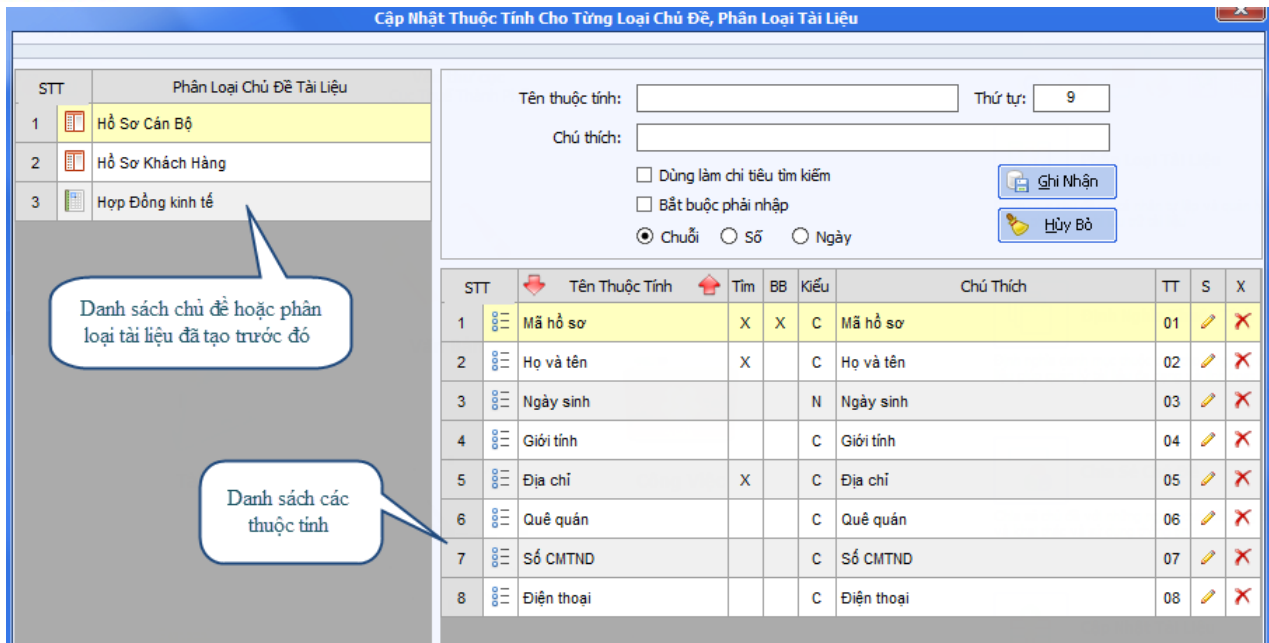 Cập Nhật Thuộc Tính Cho Từng Loại Chủ Đề, Phân Loại Tài Liệu
STT Phân Loại Chủ Đề Tài Liệu
1 Hồ Sơ Cán Bộ
2 Hồ Sơ Khách Hàng
3 Hợp Đồng kinh tế
Danh sách chủ đề hoặc phân
loại tài liệu đã tạo trước đó
Tên thuộc tính: Thứ tự: 9
Chú thích:
Dùng làm chỉ tiêu tìm kiếm
Bắt buộc phải nhập
Chuỗi Số Ngày
Ghi Nhận
Hủy Bỏ
STT Tên Thuộc Tính Tìm BB Kiểu Chú Thích TT S X
1 Mã hồ sơ X X C Mã hồ sơ 01
2 Họ và tên X C Họ và tên 02
3 Ngày sinh N Ngày sinh 03
4 Giới tính C Giới tính 04
5 Địa chỉ X C Địa chỉ 05
6 Quê quán C Quê quán 06
7 Số CMTND C Số CMTND 07
8 Điện thoại C Điện thoại 08
Danh sách các
thuộc tính